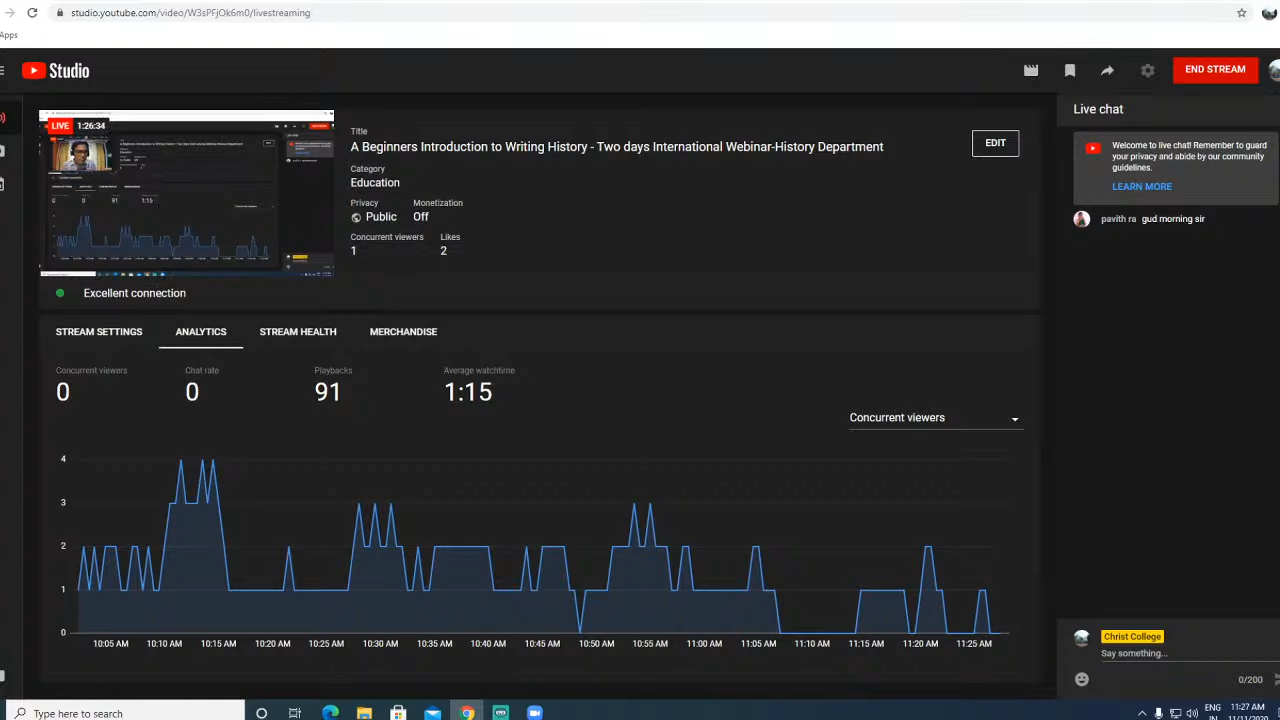 studio.youtube.com/video/W3sPFjOk6m0/livestreaming
Apps
Studio
END STREAM
LIVE 1:26:34
Title
A Beginners Introduction to Writing History - Two days International Webinar-History Department
EDIT
Category
Education
Privacy Monetization
Public Off
Concurrent viewers Likes
1 2
Excellent connection
STREAM SETTINGS ANALYTICS STREAM HEALTH MERCHANDISE
Concurrent viewers Chat rate Playbacks Average watchtime
0 0 91 1:15
Concurrent viewers
4
3
2
1
0
10:05 AM 10:10 AM 10:15 AM 10:20 AM 10:25 AM 10:30 AM 10:35 AM 10:40 AM 10:45 AM 10:50 AM 10:55 AM 11:00 AM 11:05 AM 11:10 AM 11:15 AM 11:20 AM 11:25 AM
Live chat
Welcome to live chat! Remember to guard
your privacy and abide by our community
guidelines.
LEARN MORE
pavith ra gud morning sir
Christ College
Say something...
0/200
Type here to search
ENG 11:27 AM
IN 11/11/2020